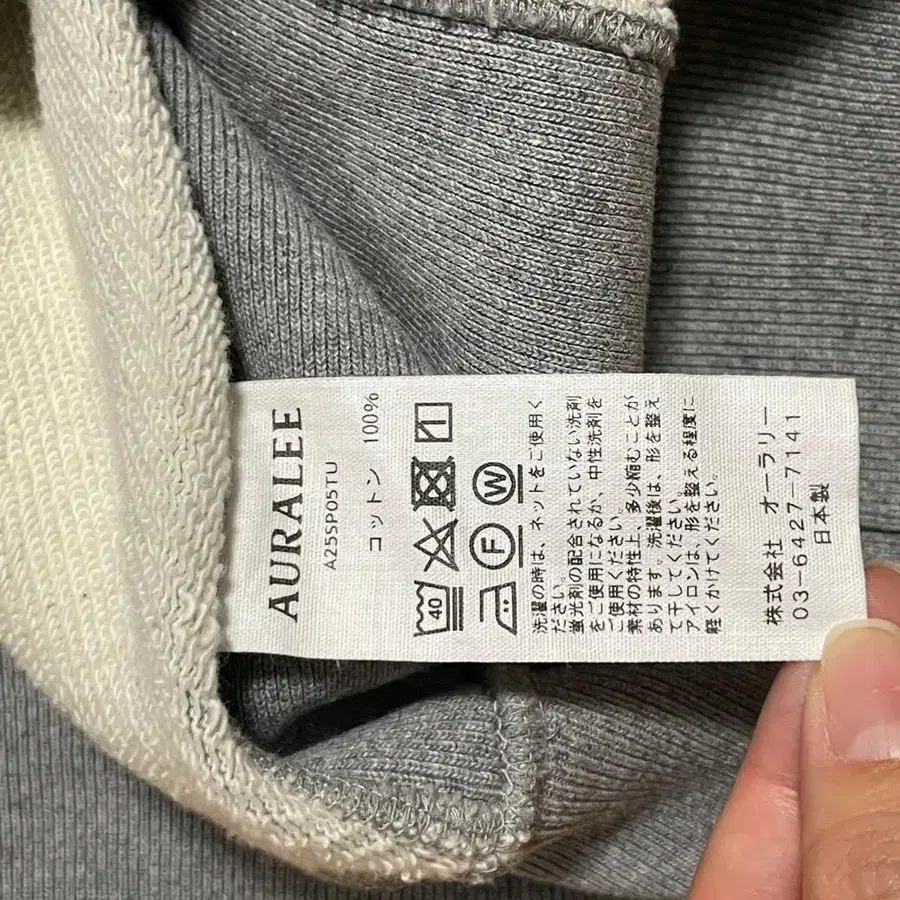 AURALEE
A25SP05TU
コットン 100%
40
F
W
洗濯の時は、ネットをご使用く
ださい。
蛍光剤の配合されていない洗剤
をご使用になるか、中性洗剤を
ご使用ください。
素材の特性上、多少縮むことが
あります。洗濯後は、形を整え
て干してください。
アイロンは、形を整える程度に
軽くかけてください。
株式会社 オーラリー
03-6427-7141
日本製